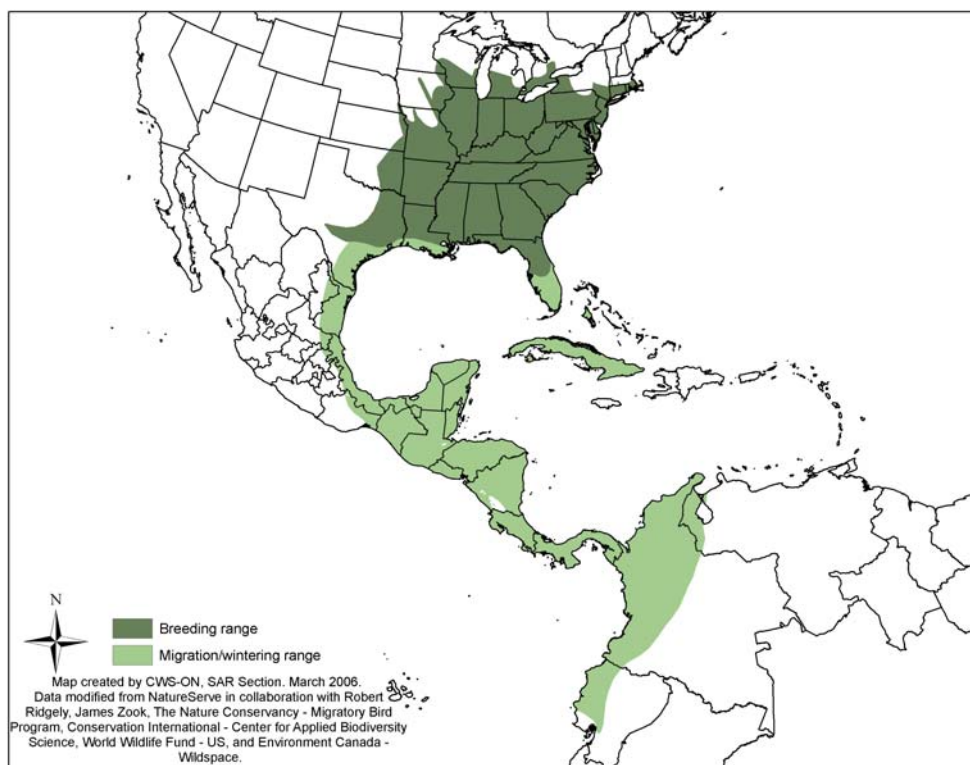 N
Breeding range
Migration/wintering range
Map created by CWS-ON, SAR Section. March 2006.
Data modified from NatureServe in collaboration with Robert
Ridgely, James Zook, The Nature Conservancy - Migratory Bird
Program, Conservation International - Center for Applied Biodiversity
Science, World Wildlife Fund - US, and Environment Canada -
Wildspace.